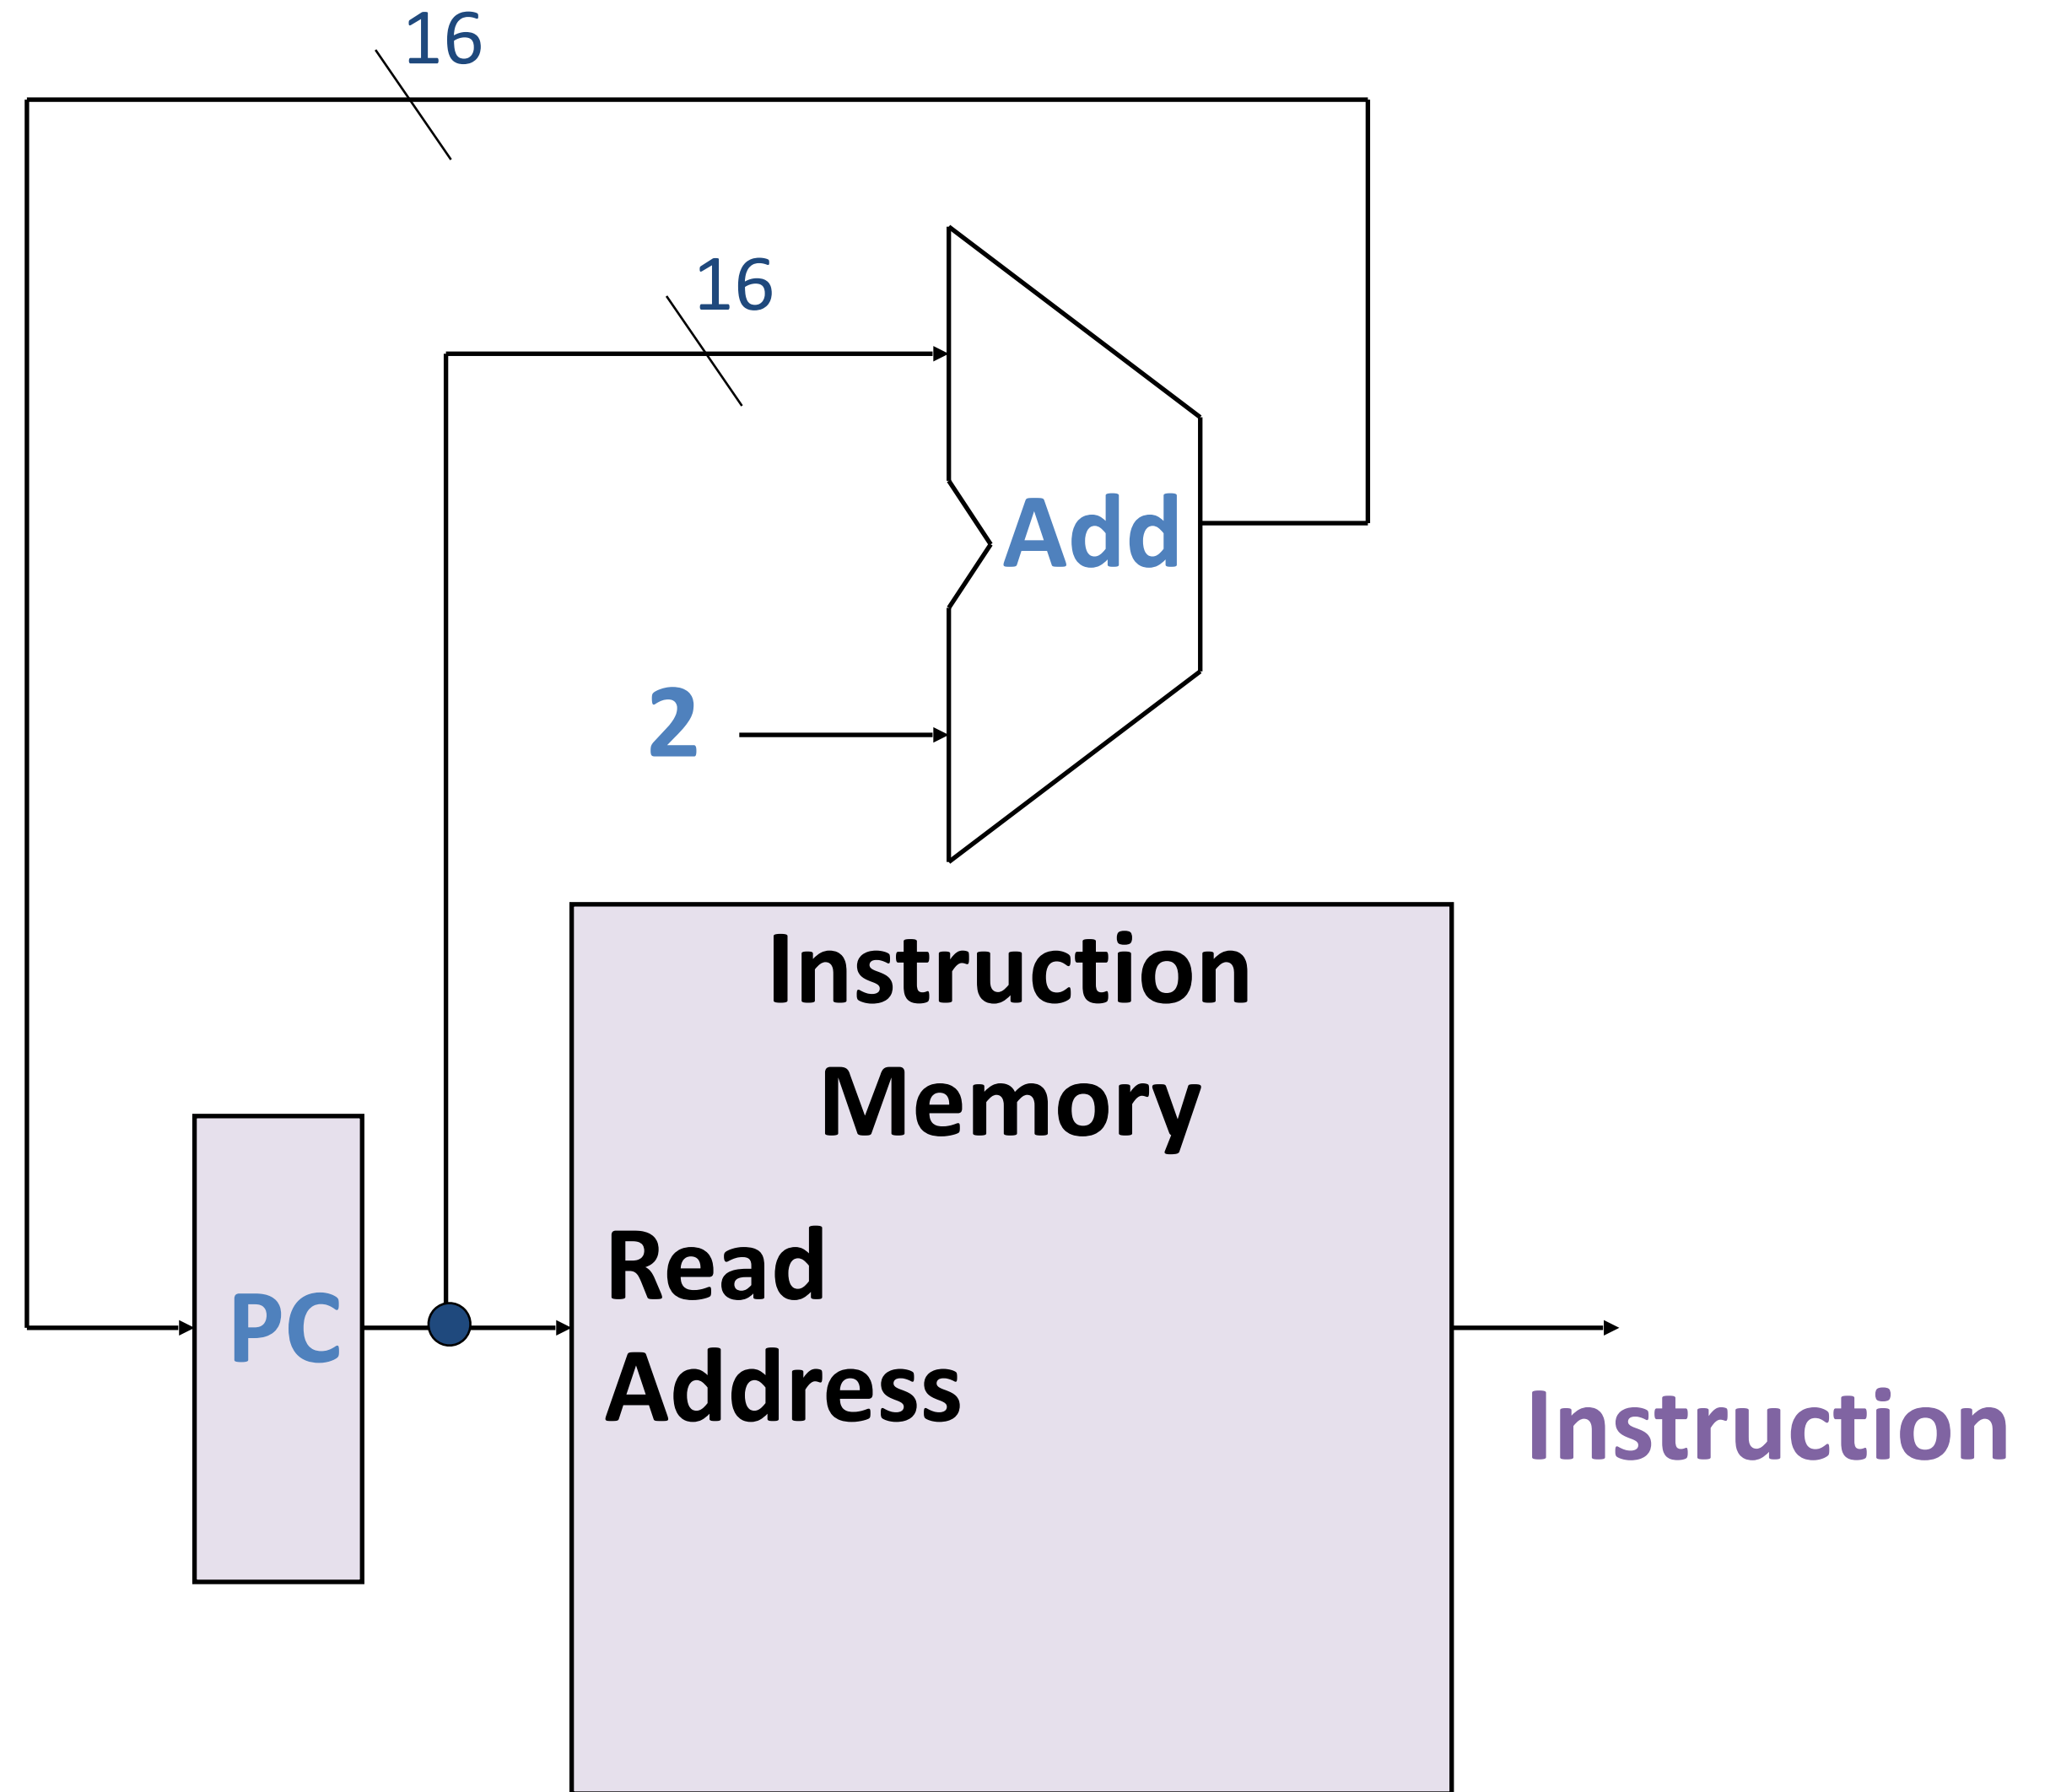 16
16
Add
2
Instruction
Memory
Read
Address
PC
Instruction